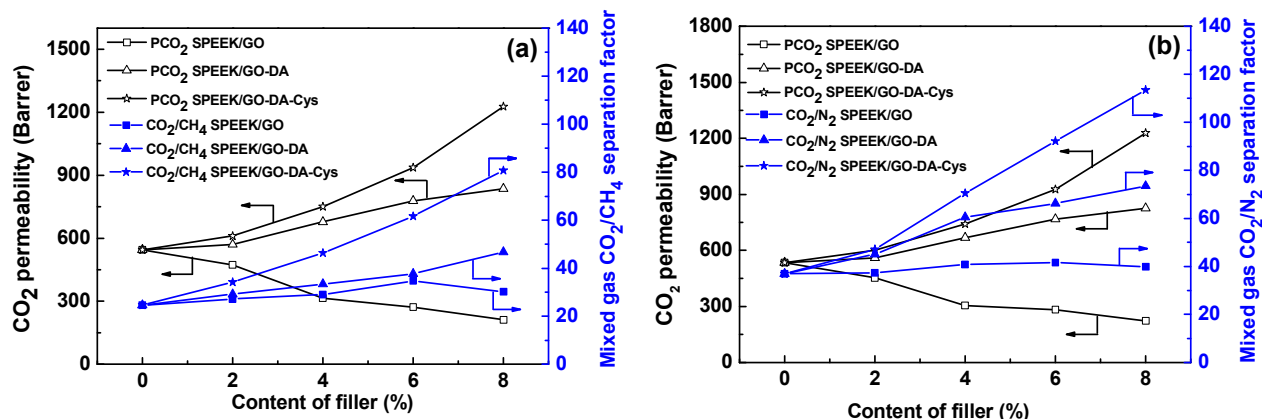 (a)
PCO2 SPEEK/GO
PCO2 SPEEK/GO-DA
PCO2 SPEEK/GO-DA-Cys
CO2/CH4 SPEEK/GO
CO2/CH4 SPEEK/GO-DA
CO2/CH4 SPEEK/GO-DA-Cys
CO2 permeability (Barrer)
1500
1200
900
600
300
0
0 2 4 6 8
Content of filler (%)
140
120
100
80
60
40
20
0
Mixed gas CO2/CH4 separation factor
(b)
PCO2 SPEEK/GO
PCO2 SPEEK/GO-DA
PCO2 SPEEK/GO-DA-Cys
CO2/N2 SPEEK/GO
CO2/N2 SPEEK/GO-DA
CO2/N2 SPEEK/GO-DA-Cys
CO2 permeability (Barrer)
1800
1500
1200
900
600
300
0
0 2 4 6 8
Content of filler (%)
140
120
100
80
60
40
20
0
Mixed gas CO2/N2 separation factor